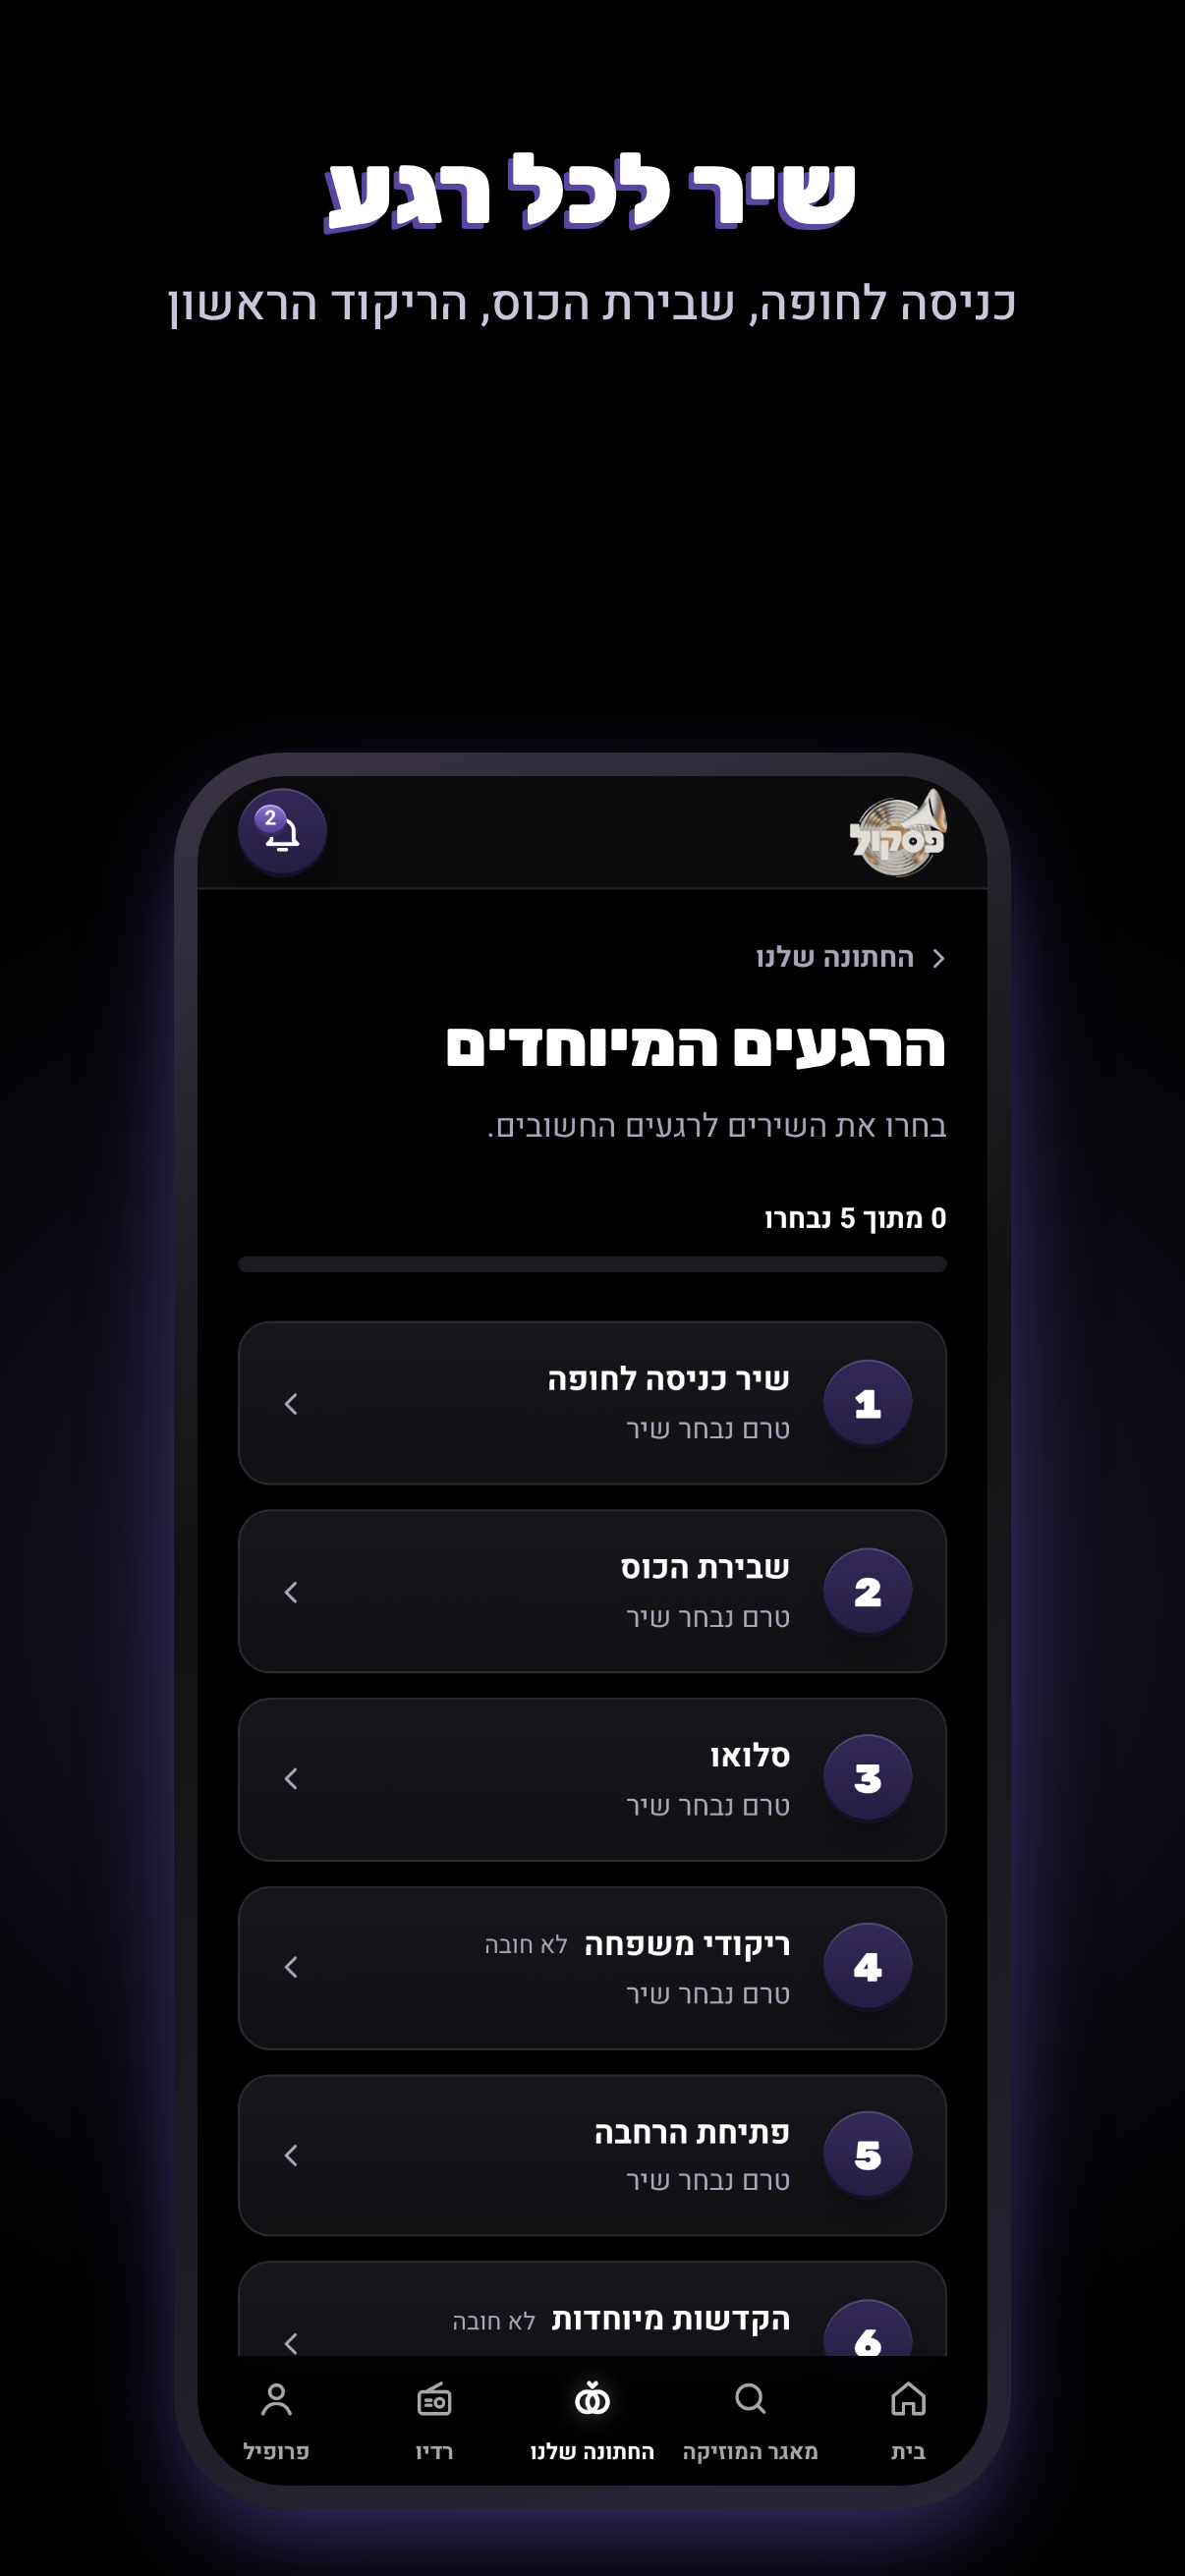 שיר לכל רגע
כניסה לחופה, שבירת הכוס, הריקוד הראשון
פסקול
2
החתונה שלנו
הרגעים המיוחדים
בחרו את השירים לרגעים החשובים.
0 מתוך 5 נבחרו
1
שיר כניסה לחופה
טרם נבחר שיר
2
שבירת הכוס
טרם נבחר שיר
3
סלואו
טרם נבחר שיר
4
ריקודי משפחה לא חובה
טרם נבחר שיר
5
פתיחת הרחבה
טרם נבחר שיר
6
הקדשות מיוחדות לא חובה
בית
מאגר המוזיקה
החתונה שלנו
רדיו
פרופיל